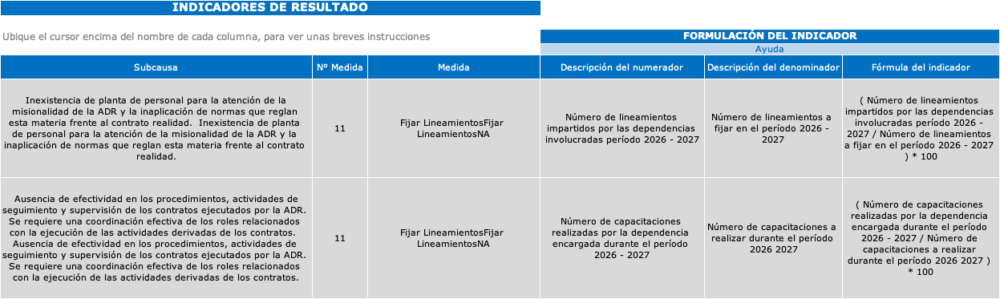 INDICADORES DE RESULTADO
Ubique el cursor encima del nombre de cada columna, para ver unas breves instrucciones
FORMULACIÓN DEL INDICADOR
Ayuda
Subcausa
Nº Medida
Medida
Descripción del numerador
Descripción del denominador
Fórmula del indicador
Inexistencia de planta de personal para la atención de la
misionalidad de la ADR y la inaplicación de normas que reglan
esta materia frente al contrato realidad. Inexistencia de planta
de personal para la atención de la misionalidad de la ADR y la
inaplicación de normas que reglan esta materia frente al contrato
realidad.
11
Fijar LineamientosFijar
LineamientosNA
Número de lineamientos
impartidos por las dependencias
involucradas período 2026 - 2027
Número de lineamientos a
fijar en el período 2026 -
2027
( Número de lineamientos
impartidos por las dependencias
involucradas período 2026 -
2027 / Número de lineamientos
a fijar en el período 2026 - 2027
) * 100
Ausencia de efectividad en los procedimientos, actividades de
seguimiento y supervisión de los contratos ejecutados por la ADR.
Se requiere una coordinación efectiva de los roles relacionados
con la ejecución de las actividades derivadas de los contratos.
Ausencia de efectividad en los procedimientos, actividades de
seguimiento y supervisión de los contratos ejecutados por la ADR.
Se requiere una coordinación efectiva de los roles relacionados
con la ejecución de las actividades derivadas de los contratos.
11
Fijar LineamientosFijar
LineamientosNA
Número de capacitaciones
realizadas por la dependencia
encargada durante el período
2026 - 2027
Número de capacitaciones a
realizar durante el período
2026 2027
( Número de capacitaciones
realizadas por la dependencia
encargada durante el período
2026 - 2027 / Número de
capacitaciones a realizar
durante el período 2026 2027 )
* 100